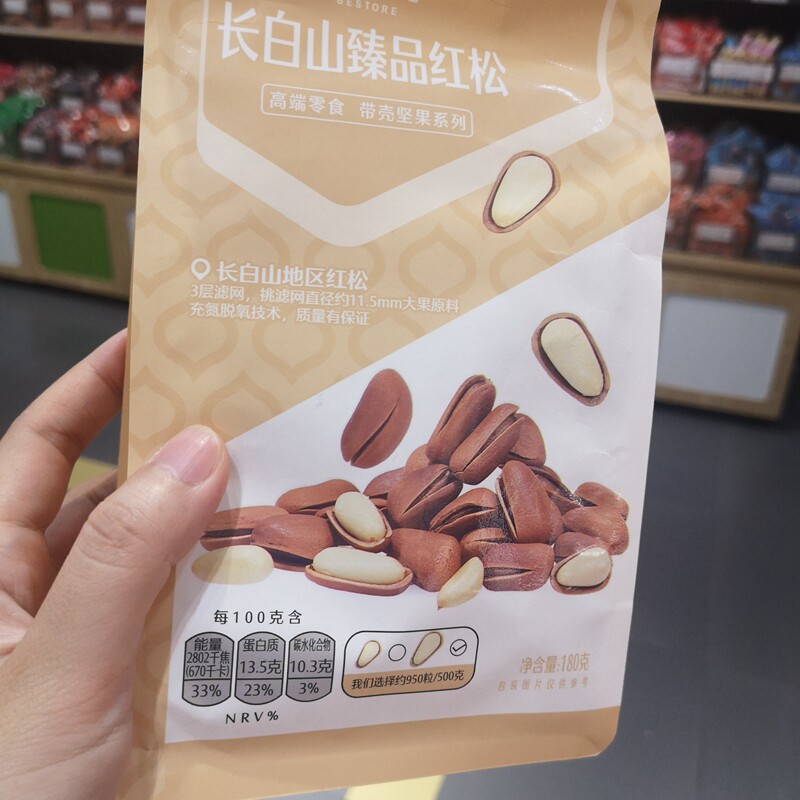 BESTORE
长白山臻品红松
高端零食 带壳坚果系列
长白山地区红松
3层滤网，挑滤网直径约11.5mm大果原料
充氮脱氧技术，质量有保证
每100克含
能量 蛋白质 碳水化合物
2802千焦
(670千卡) 13.5克 10.3克
33% 23% 3%
NRV%
我们选择约950粒/500克
净含量:180克
包装图片仅供参考